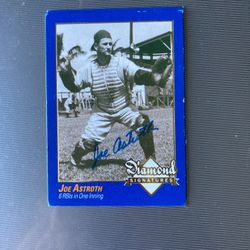 Joe Astroth
Diamond
SIGNATURES
JOE ASTROTH
6 RBIs in One Inning